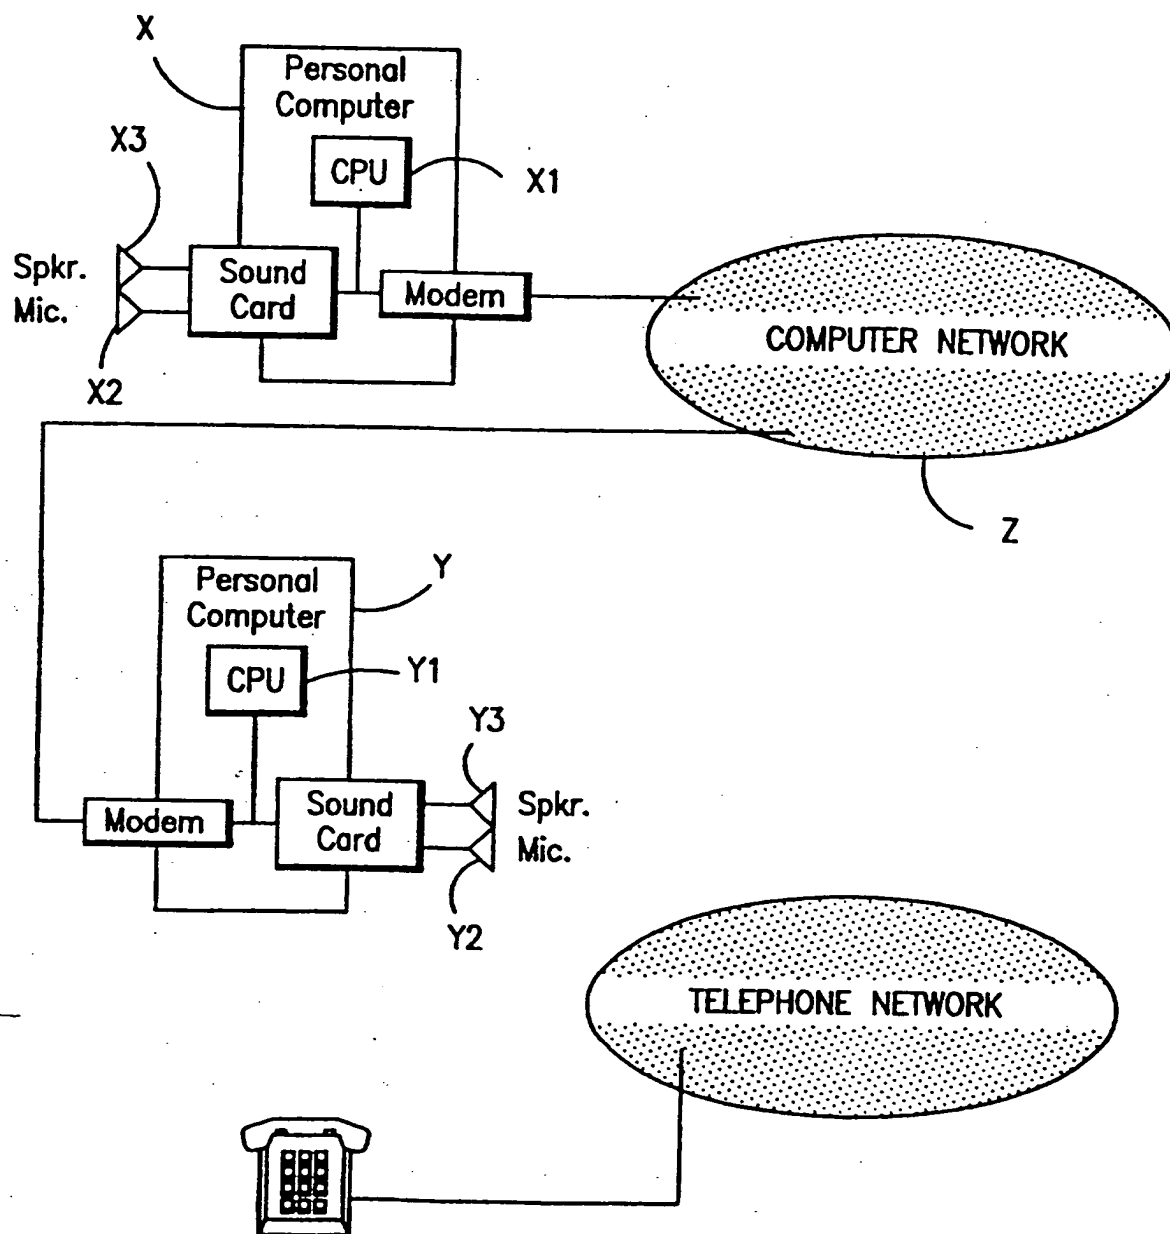 X
Personal
Computer
X3
CPU
X1
Spkr.
Mic.
Sound
Card
Modem
X2
COMPUTER NETWORK
Z
Personal
Computer
Y
CPU
Y1
Y3
Modem
Sound
Card
Spkr.
Mic.
Y2
TELEPHONE NETWORK